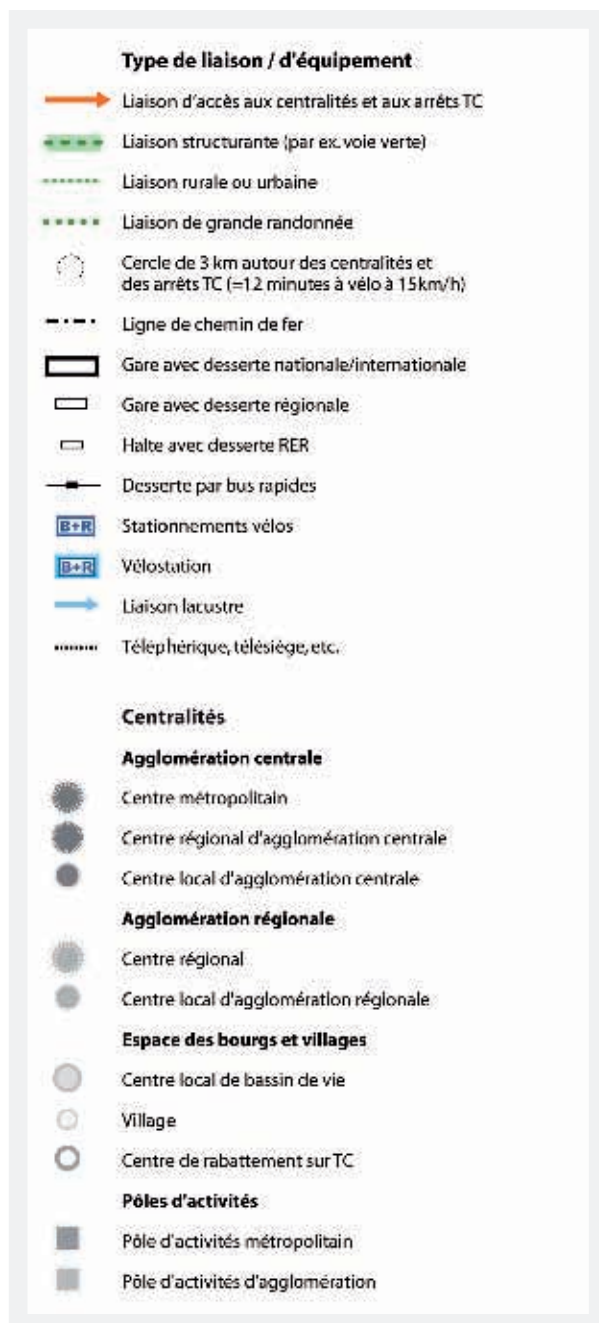 Type de liaison / d'équipement
Liaison d'accès aux centralités et aux arrêts TC
Liaison structurante (par ex. voie verte)
Liaison rurale ou urbaine
Liaison de grande randonnée
Cercle de 3 km autour des centralités et
des arrêts TC (=12 minutes à vélo à 15km/h)
Ligne de chemin de fer
Gare avec desserte nationale/internationale
Gare avec desserte régionale
Halte avec desserte RER
Desserte par bus rapides
B+R Stationnements vélos
B+R Vélostation
Liaison lacustre
Téléphérique, télésiège, etc.
Centralités
Agglomération centrale
Centre métropolitain
Centre régional d'agglomération centrale
Centre local d'agglomération centrale
Agglomération régionale
Centre régional
Centre local d'agglomération régionale
Espace des bourgs et villages
Centre local de bassin de vie
Village
Centre de rabattement sur TC
Pôles d'activités
Pôle d'activités métropolitain
Pôle d'activités d'agglomération